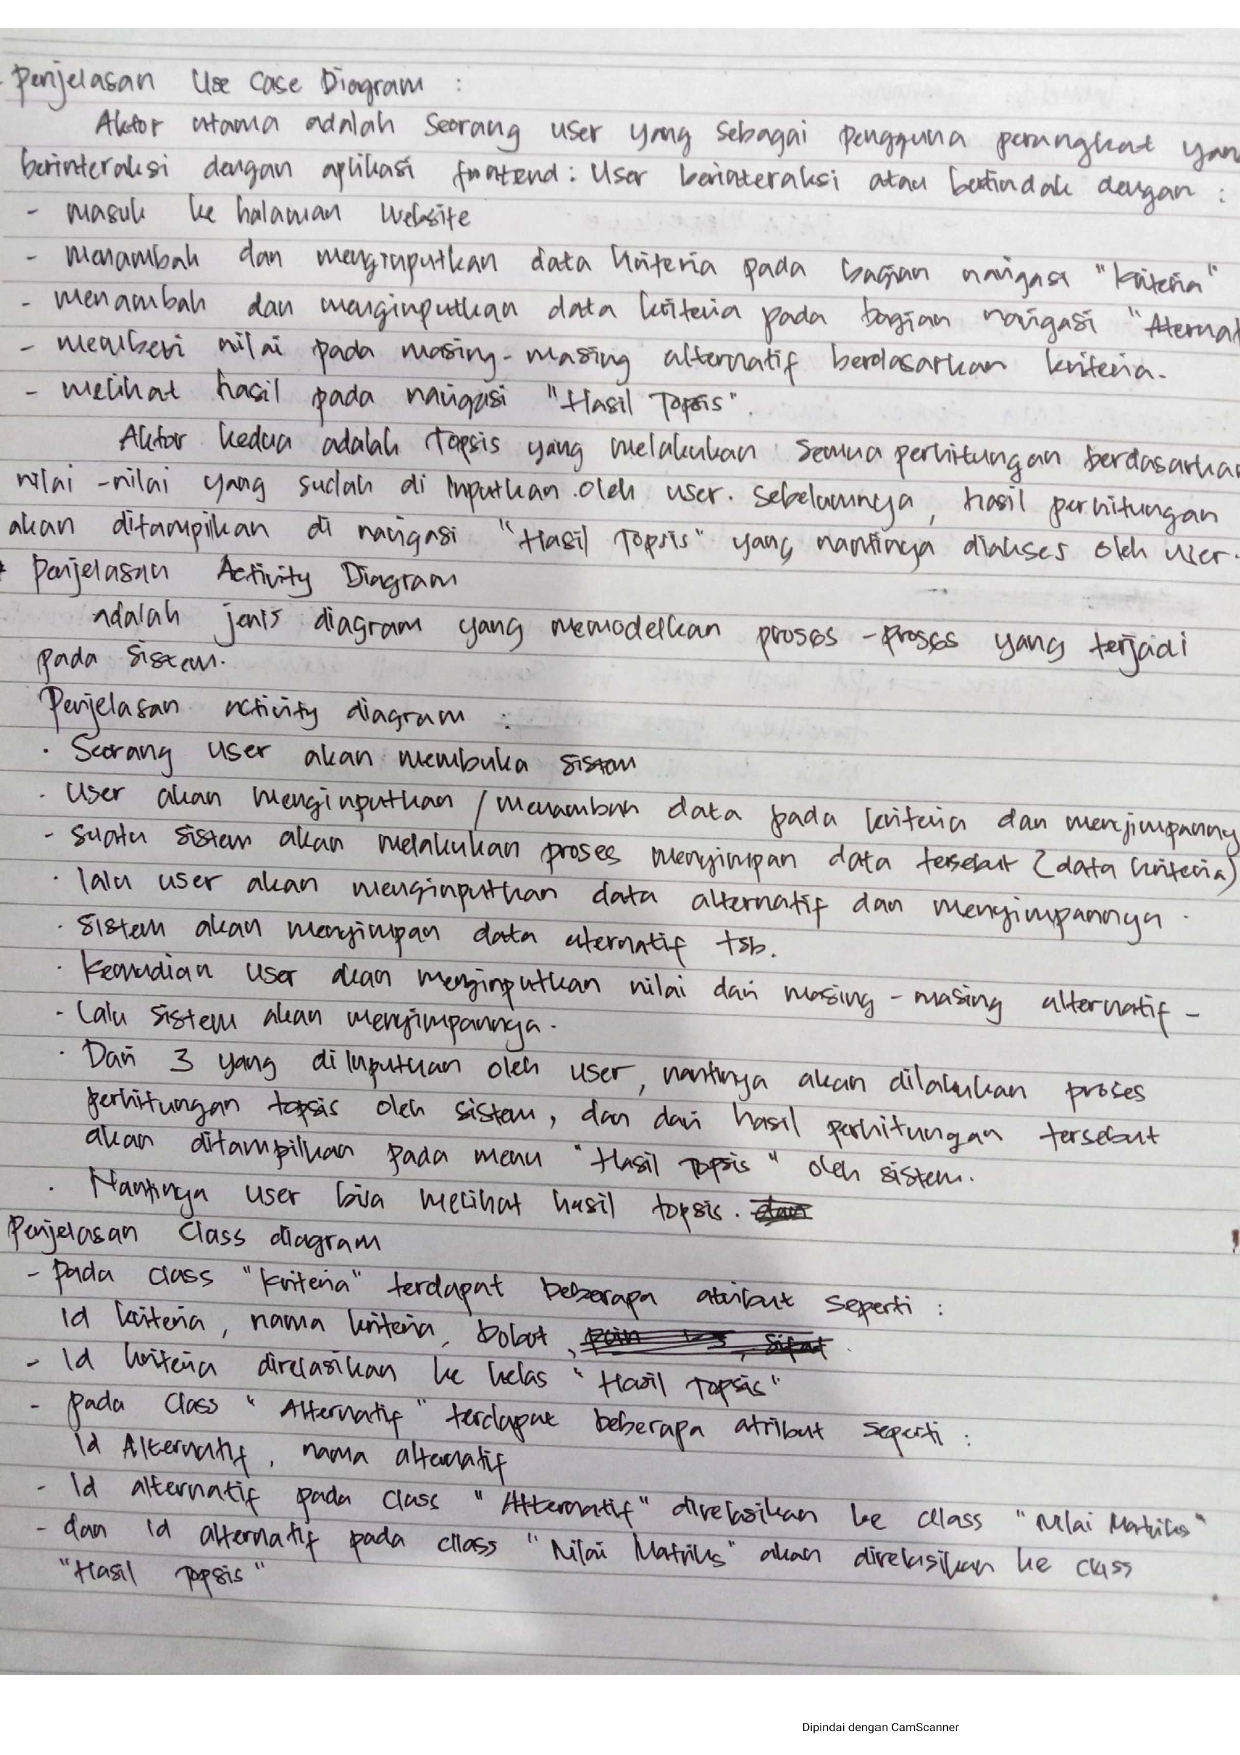 Penjelasan Use Case Diagram :
Aktor utama adalah seorang user yang sebagai pengguna perangkat yan
berinteraksi dengan aplikasi frontend : User berinteraksi atau bertindak dengan :
- masuk ke halaman website
- menambah dan menginputkan data kriteria pada bagian navigasi "Kriteria"
- menambah dan menginputkan data kriteria pada bagian navigasi "Aternat
- memberi nilai pada masing-masing alternatif berdasarkan kriteria.
- melihat hasil pada navigasi "Hasil Topsis".
Aktor kedua adalah Topsis yang melakukan semua perhitungan berdasarkan
nilai-nilai yang sudah di inputkan oleh user. Sebelumnya, hasil perhitungan
akan ditampilkan di navigasi "Hasil Topsis" yang nantinya diakses oleh user.
Penjelasan Activity Diagram
adalah jenis diagram yang memodelkan proses-proses yang terjadi
pada sistem.
Penjelasan activity diagram :
· Seorang user akan membuka sistem
· User akan menginputkan / menambah data pada kriteria dan menyimpanny
- suatu sistem akan melakukan proses menyimpan data tersebut (data kriteria)
· lalu user akan menginputkan data alternatif dan menyimpannya.
· Sistem akan menyimpan data alternatif tsb.
· Kemudian user akan menginputkan nilai dari masing-masing alternatif -
- Lalu sistem akan menyimpannya.
· Dari 3 yang di inputkan oleh user, nantinya akan dilakukan proses
perhitungan topsis oleh sistem, dan dari hasil perhitungan tersebut
akan ditampilkan pada menu "Hasil Topsis" oleh sistem.
· Nantinya user bisa melihat hasil topsis. dan
Penjelasan Class diagram
- pada class "Kriteria" terdapat beberapa atribut seperti :
id kriteria, nama kriteria, bobot, sifat
- Id kriteria direlasikan ke kelas "Hasil Topsis"
- pada Class "Alternatif" terdapat beberapa atribut seperti :
id Alternatif, nama alternatif
- Id alternatif pada class "Alternatif" direlasikan ke class "Nilai Matriks"
- dan id alternatif pada class "Nilai Matriks" akan direlasikan ke class
"Hasil Topsis"
Dipindai dengan CamScanner